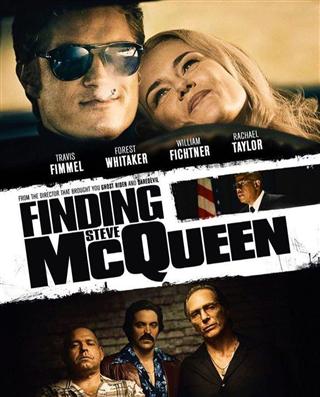 TRAVIS FIMMEL
FOREST WHITAKER
WILLIAM FICHTNER
RACHAEL TAYLOR
FROM THE DIRECTOR THAT BROUGHT YOU GHOST RIDER AND DAREDEVIL
FINDING
STEVE
MCQUEEN